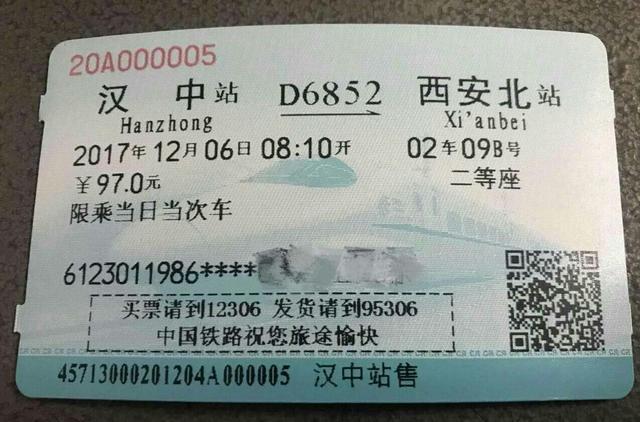 20A000005
汉中站 D6852 西安北站
Hanzhong Xi'anbei
2017年12月06日08:10开 02车09B号
￥97.0元 二等座
限乘当日当次车
6123011986****
买票请到12306 发货请到95306
中国铁路祝您旅途愉快
45713000201204A000005 汉中站售